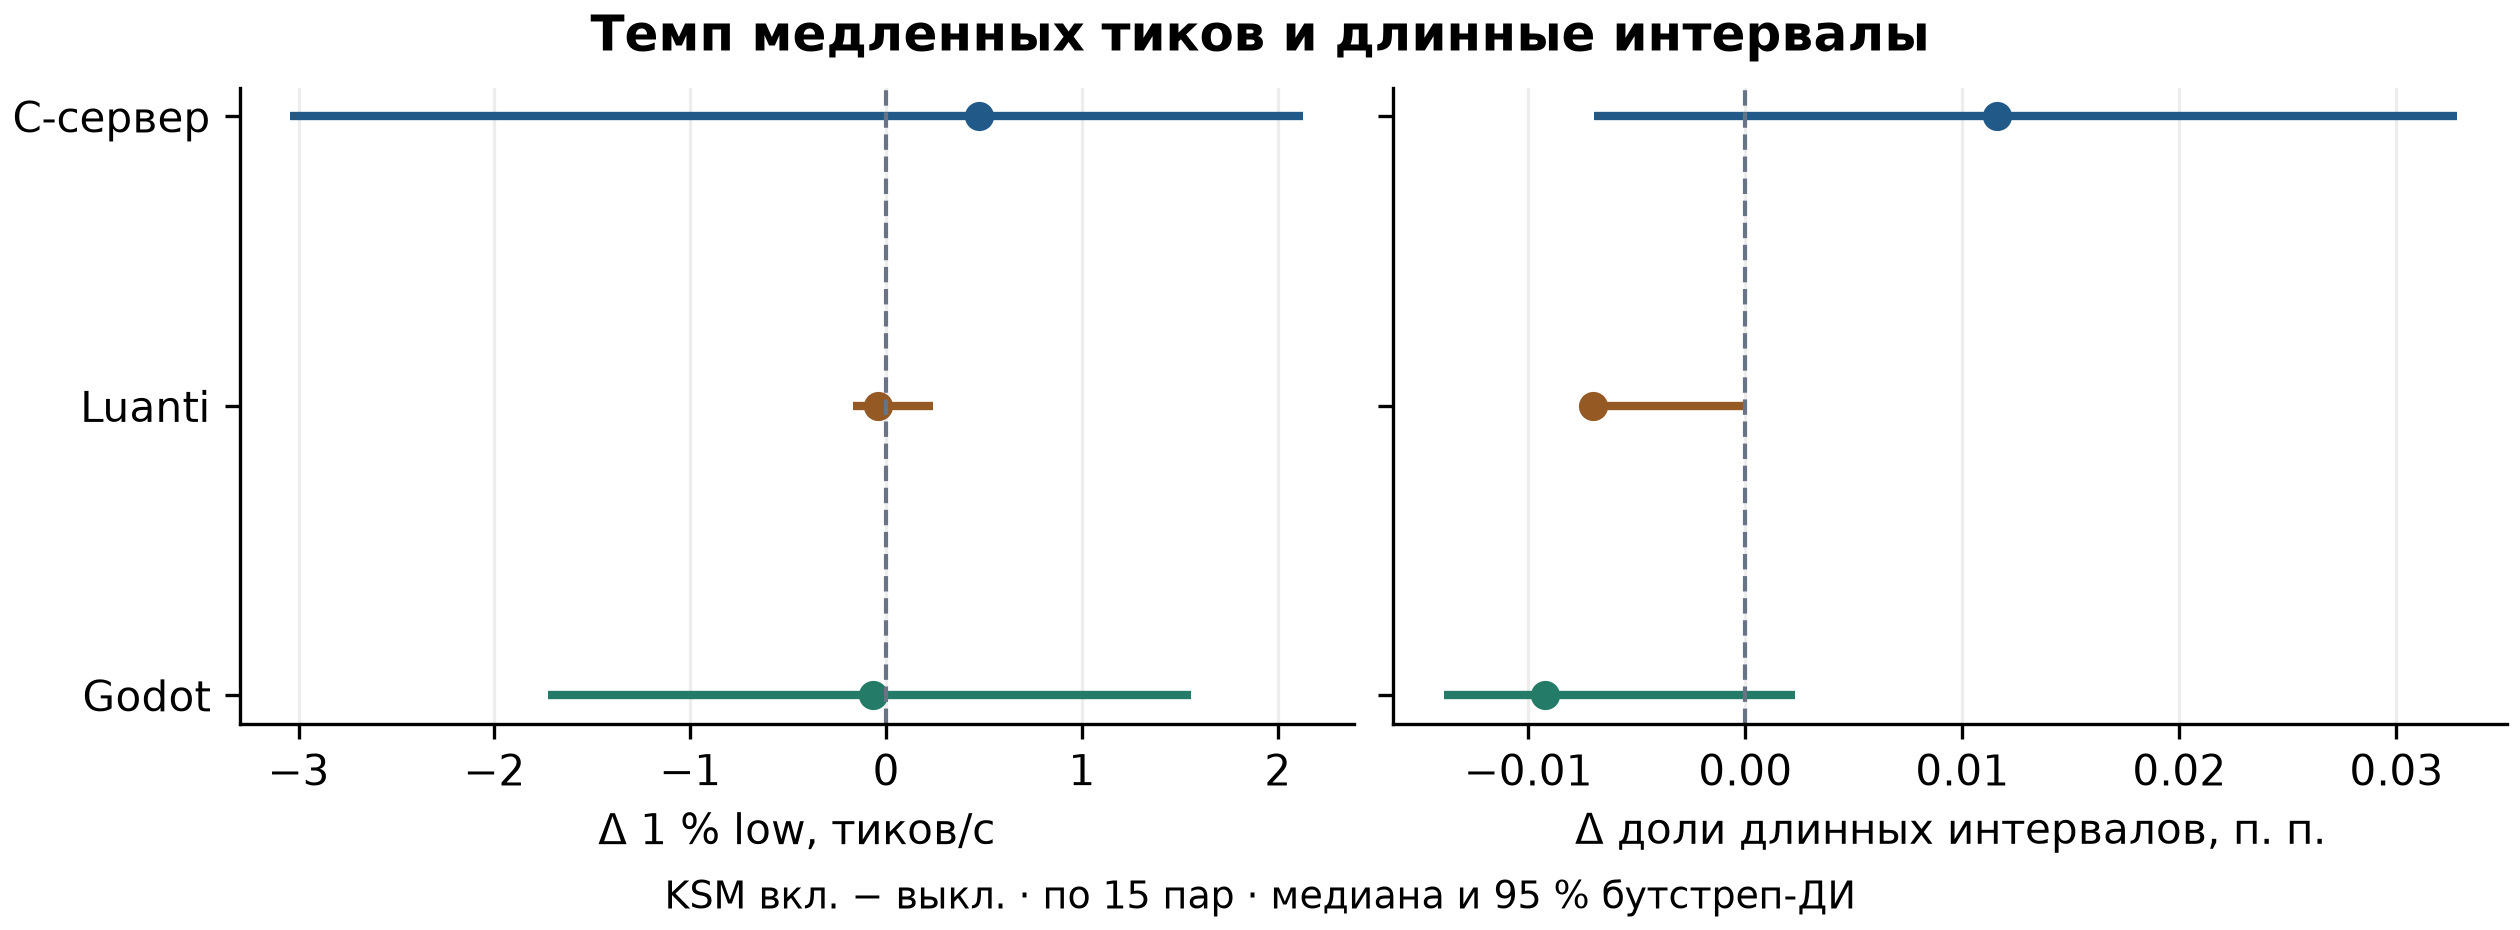 Темп медленных тиков и длинные интервалы
C-сервер
Luanti
Godot
−3 −2 −1 0 1 2
Δ 1 % low, тиков/с
−0.01 0.00 0.01 0.02 0.03
Δ доли длинных интервалов, п. п.
KSM вкл. − выкл. · по 15 пар · медиана и 95 % бутстреп-ДИ